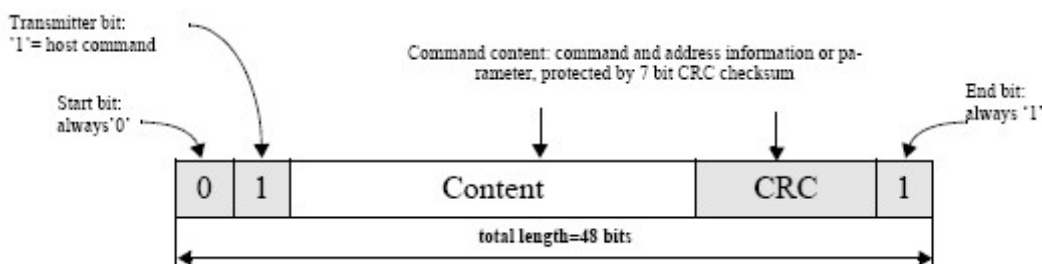 Transmitter bit:
'1'= host command
Command content: command and address information or pa-
rameter, protected by 7 bit CRC checksum
Start bit:
always'0'
End bit:
always '1'
0 1 Content CRC 1
total length=48 bits